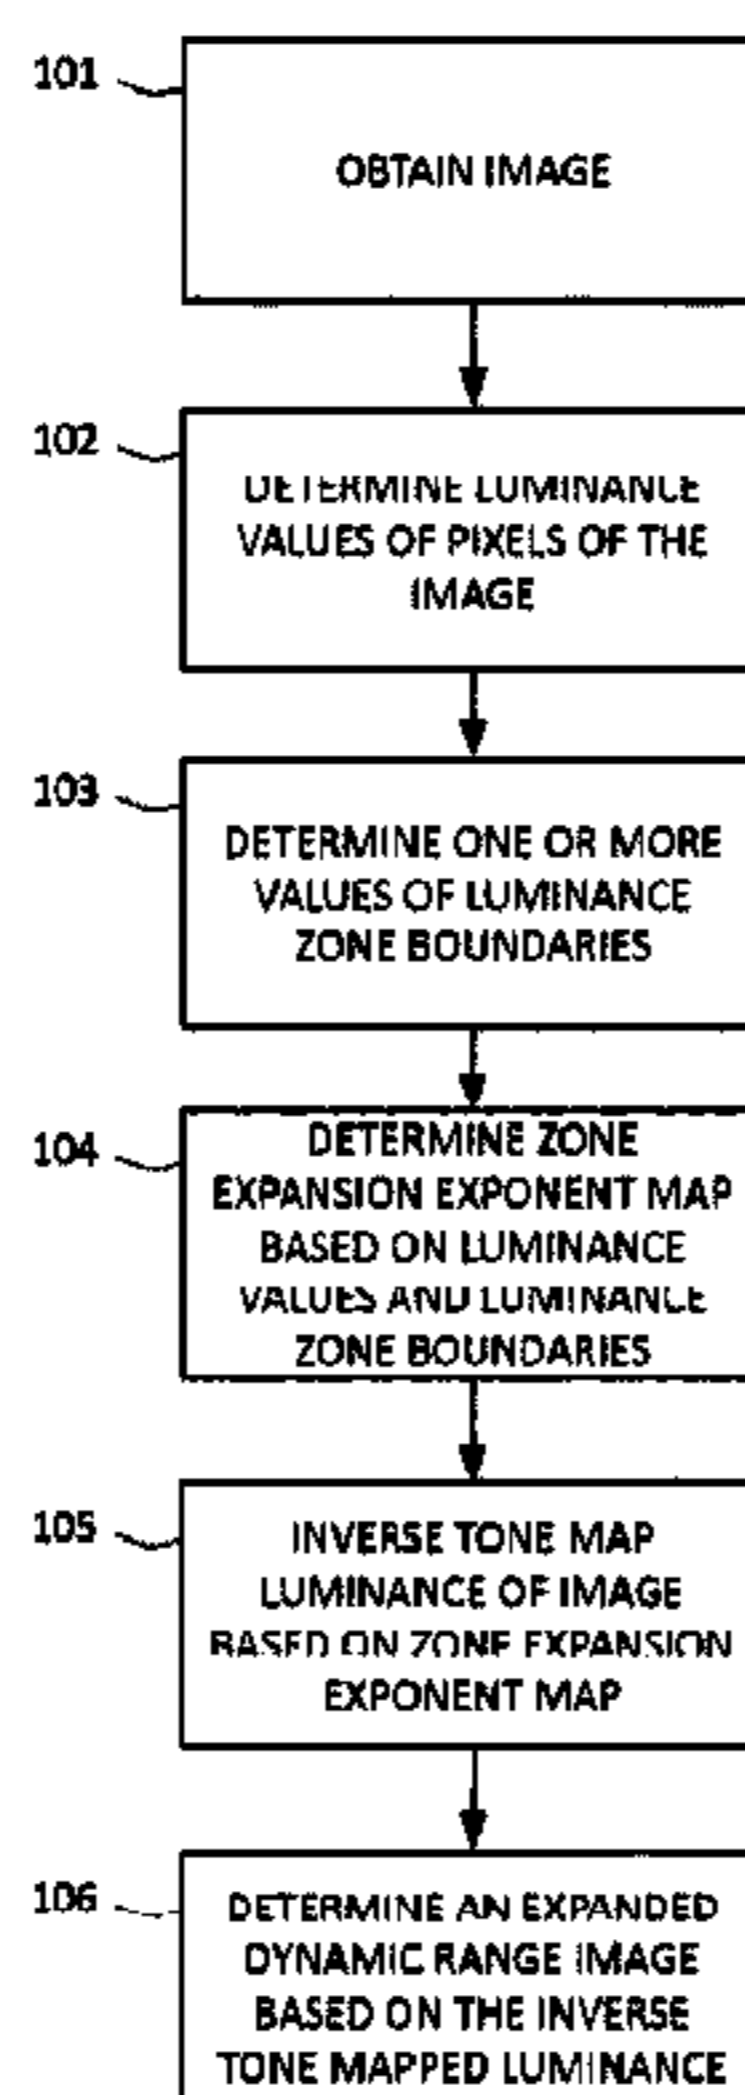 101
OBTAIN IMAGE
102
DETERMINE LUMINANCE
VALUES OF PIXELS OF THE
IMAGE
103
DETERMINE ONE OR MORE
VALUES OF LUMINANCE
ZONE BOUNDARIES
104
DETERMINE ZONE
EXPANSION EXPONENT MAP
BASED ON LUMINANCE
VALUES AND LUMINANCE
ZONE BOUNDARIES
105
INVERSE TONE MAP
LUMINANCE OF IMAGE
BASED ON ZONE EXPANSION
EXPONENT MAP
106
DETERMINE AN EXPANDED
DYNAMIC RANGE IMAGE
BASED ON THE INVERSE
TONE MAPPED LUMINANCE